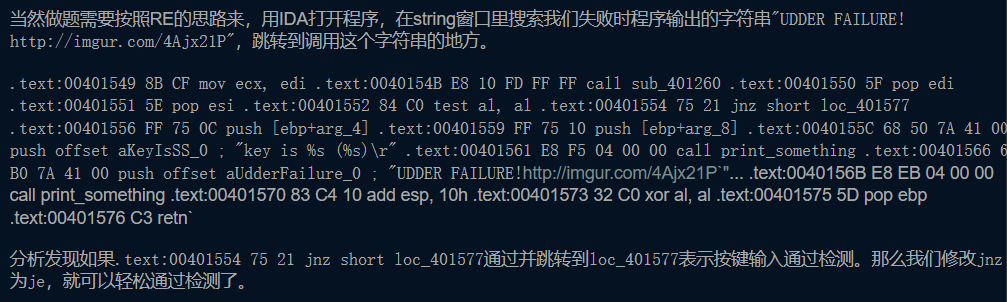 当然做题需要按照RE的思路来，用IDA打开程序，在string窗口里搜索我们失败时程序输出的字符串"UDDER FAILURE!
http://imgur.com/4Ajx21P"，跳转到调用这个字符串的地方。
.text:00401549 8B CF mov ecx, edi .text:0040154B E8 10 FD FF FF call sub_401260 .text:00401550 5F pop edi
.text:00401551 5E pop esi .text:00401552 84 C0 test al, al .text:00401554 75 21 jnz short loc_401577
.text:00401556 FF 75 0C push [ebp+arg_4] .text:00401559 FF 75 10 push [ebp+arg_8] .text:0040155C 68 50 7A 41 00
push offset aKeyIsSS_0 ; "key is %s (%s)\r" .text:00401561 E8 F5 04 00 00 call print_something .text:00401566 6
B0 7A 41 00 push offset aUdderFailure_0 ; "UDDER FAILURE!http://imgur.com/4Ajx21P`"... .text:0040156B E8 EB 04 00 00
call print_something .text:00401570 83 C4 10 add esp, 10h .text:00401573 32 C0 xor al, al .text:00401575 5D pop ebp
.text:00401576 C3 retn`
分析发现如果.text:00401554 75 21 jnz short loc_401577通过并跳转到loc_401577表示按键输入通过检测。那么我们修改jnz
为je，就可以轻松通过检测了。